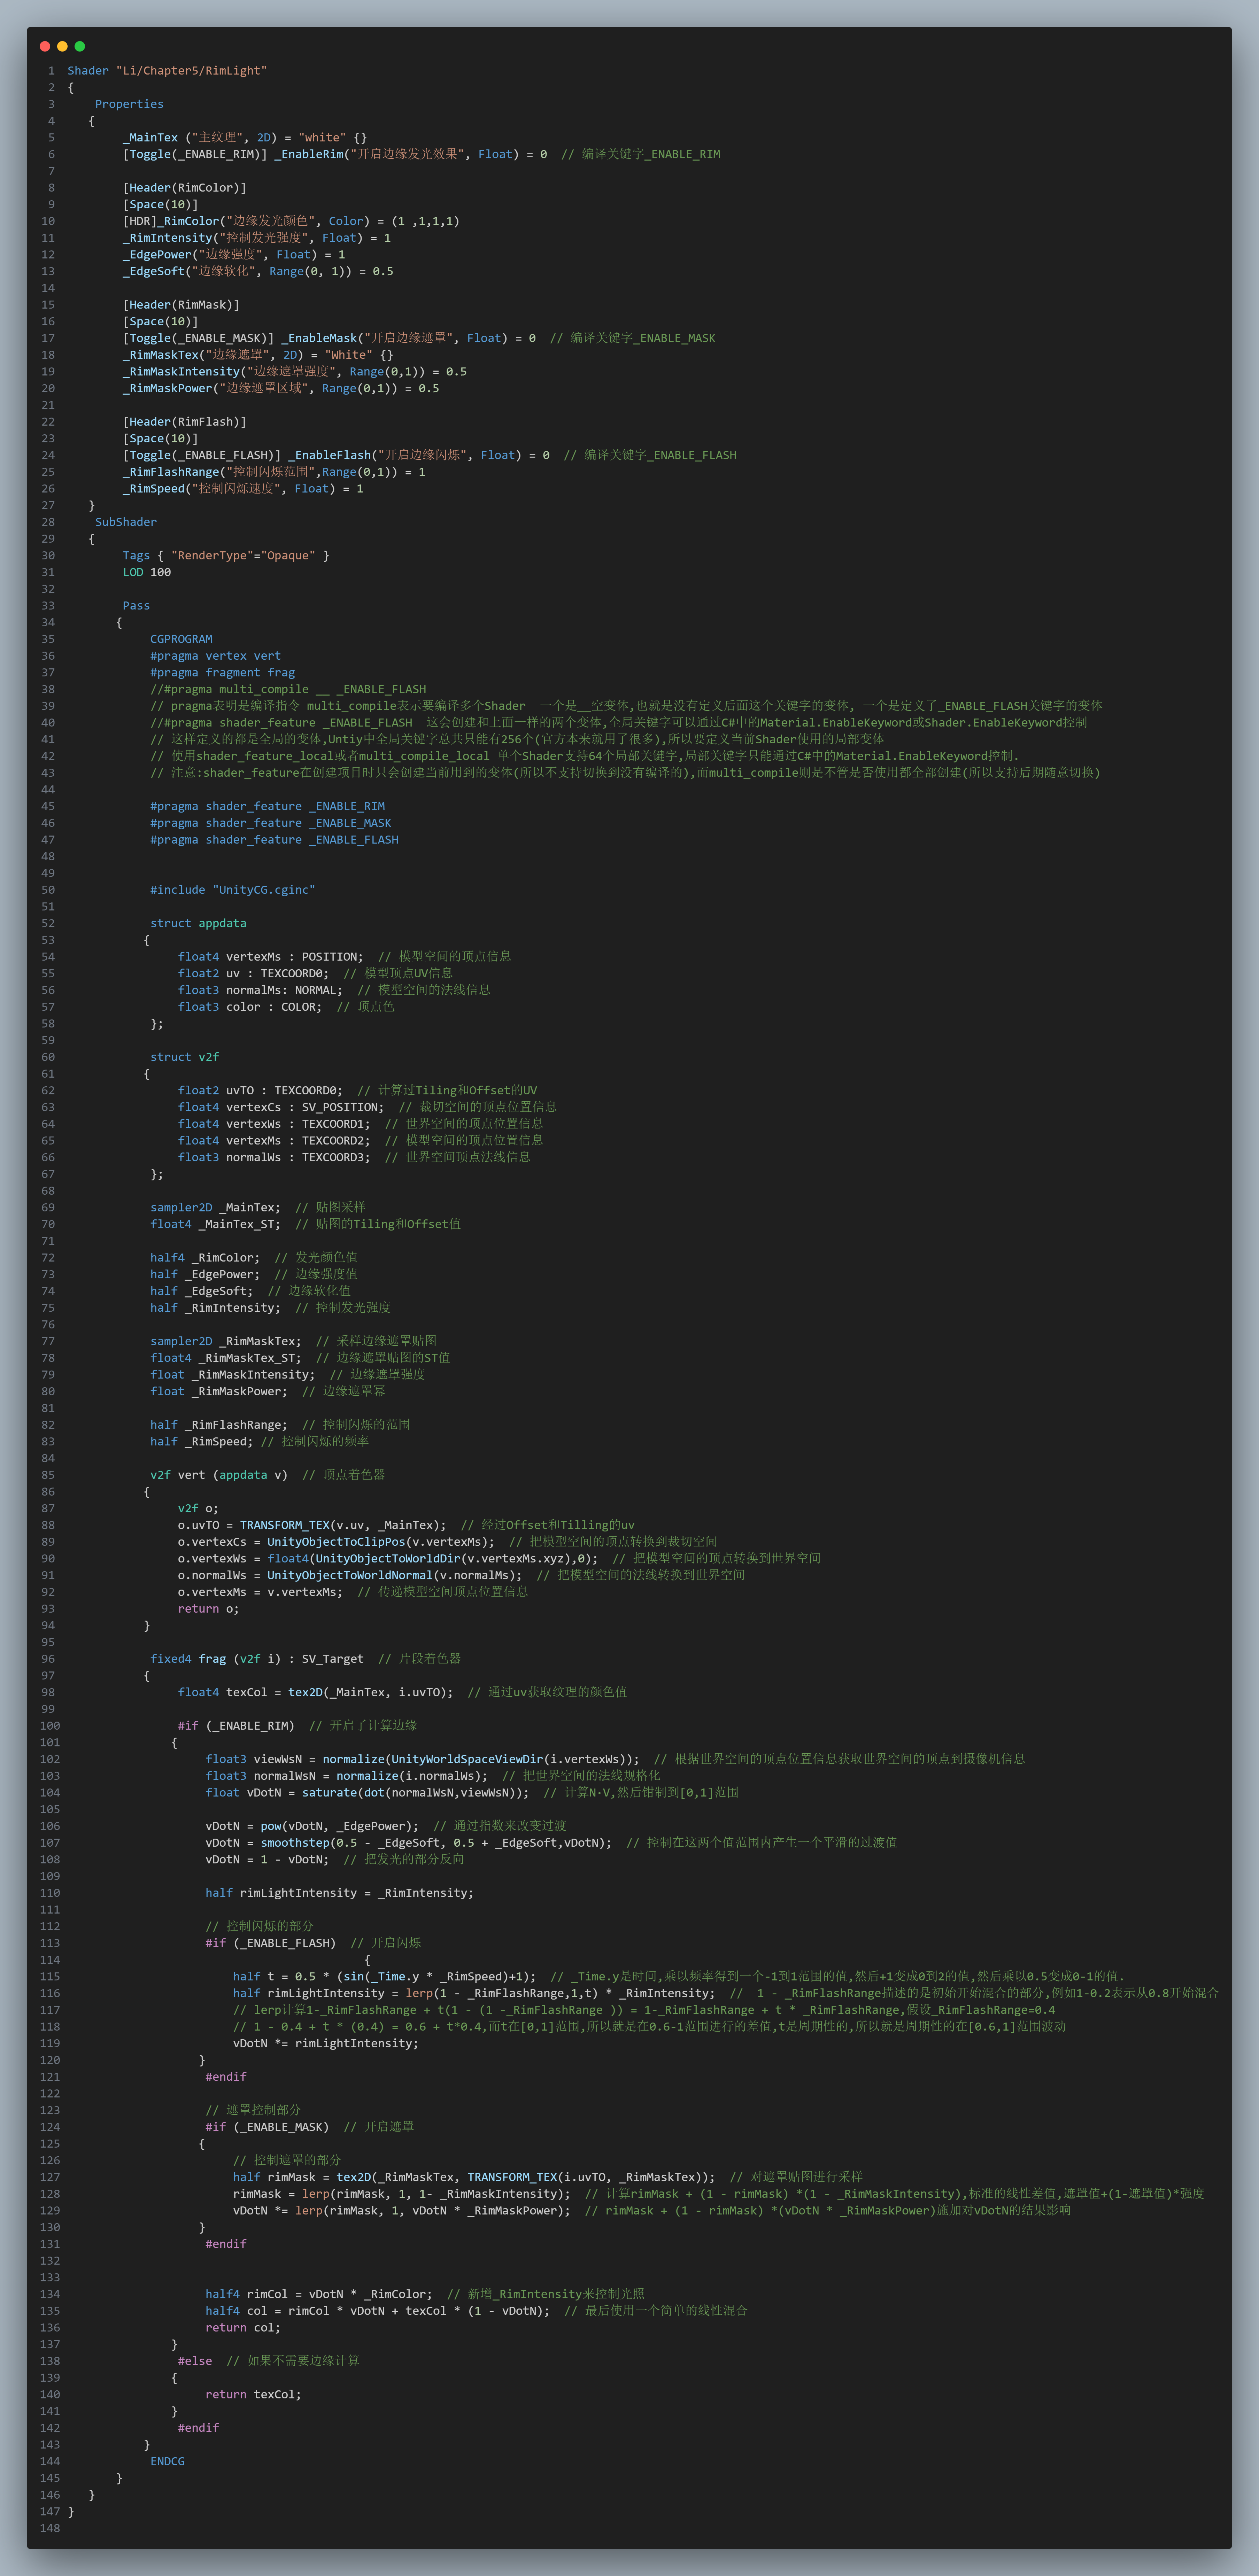 1 Shader "Li/Chapter5/RimLight"
2 {
3     Properties
4    {
5         _MainTex ("主纹理", 2D) = "white" {}
6         [Toggle(_ENABLE_RIM)] _EnableRim("开启边缘发光效果", Float) = 0  // 编译关键字_ENABLE_RIM
7
8         [Header(RimColor)]
9         [Space(10)]
10         [HDR]_RimColor("边缘发光颜色", Color) = (1 ,1,1,1)
11         _RimIntensity("控制发光强度", Float) = 1
12         _EdgePower("边缘强度", Float) = 1
13         _EdgeSoft("边缘软化", Range(0, 1)) = 0.5
14
15         [Header(RimMask)]
16         [Space(10)]
17         [Toggle(_ENABLE_MASK)] _EnableMask("开启边缘遮罩", Float) = 0  // 编译关键字_ENABLE_MASK
18         _RimMaskTex("边缘遮罩", 2D) = "White" {}
19         _RimMaskIntensity("边缘遮罩强度", Range(0,1)) = 0.5
20         _RimMaskPower("边缘遮罩区域", Range(0,1)) = 0.5
21
22         [Header(RimFlash)]
23         [Space(10)]
24         [Toggle(_ENABLE_FLASH)] _EnableFlash("开启边缘闪烁", Float) = 0  // 编译关键字_ENABLE_FLASH
25         _RimFlashRange("控制闪烁范围",Range(0,1)) = 1
26         _RimSpeed("控制闪烁速度", Float) = 1
27    }
28     SubShader
29    {
30         Tags { "RenderType"="Opaque" }
31         LOD 100
32
33         Pass
34        {
35             CGPROGRAM
36             #pragma vertex vert
37             #pragma fragment frag
38             //#pragma multi_compile __ _ENABLE_FLASH
39             // pragma表明是编译指令 multi_compile表示要编译多个Shader  一个是__空变体,也就是没有定义后面这个关键字的变体, 一个是定义了_ENABLE_FLASH关键字的变体
40             //#pragma shader_feature _ENABLE_FLASH  这会创建和上面一样的两个变体,全局关键字可以通过C#中的Material.EnableKeyword或Shader.EnableKeyword控制
41             // 这样定义的都是全局的变体,Untiy中全局关键字总共只能有256个(官方本来就用了很多),所以要定义当前Shader使用的局部变体
42             // 使用shader_feature_local或者multi_compile_local 单个Shader支持64个局部关键字,局部关键字只能通过C#中的Material.EnableKeyword控制.
43             // 注意:shader_feature在创建项目时只会创建当前用到的变体(所以不支持切换到没有编译的),而multi_compile则是不管是否使用都全部创建(所以支持后期随意切换)
44
45             #pragma shader_feature _ENABLE_RIM
46             #pragma shader_feature _ENABLE_MASK
47             #pragma shader_feature _ENABLE_FLASH
48
49
50             #include "UnityCG.cginc"
51
52             struct appdata
53            {
54                 float4 vertexMs : POSITION;  // 模型空间的顶点信息
55                 float2 uv : TEXCOORD0;  // 模型顶点UV信息
56                 float3 normalMs: NORMAL;  // 模型空间的法线信息
57                 float3 color : COLOR;  // 顶点色
58             };
59
60             struct v2f
61            {
62                 float2 uvTO : TEXCOORD0;  // 计算过Tiling和Offset的UV
63                 float4 vertexCs : SV_POSITION;  // 裁切空间的顶点位置信息
64                 float4 vertexWs : TEXCOORD1;  // 世界空间的顶点位置信息
65                 float4 vertexMs : TEXCOORD2;  // 模型空间的顶点位置信息
66                 float3 normalWs : TEXCOORD3;  // 世界空间顶点法线信息
67             };
68
69             sampler2D _MainTex;  // 贴图采样
70             float4 _MainTex_ST;  // 贴图的Tiling和Offset值
71
72             half4 _RimColor;  // 发光颜色值
73             half _EdgePower;  // 边缘强度值
74             half _EdgeSoft;  // 边缘软化值
75             half _RimIntensity;  // 控制发光强度
76
77             sampler2D _RimMaskTex;  // 采样边缘遮罩贴图
78             float4 _RimMaskTex_ST;  // 边缘遮罩贴图的ST值
79             float _RimMaskIntensity;  // 边缘遮罩强度
80             float _RimMaskPower;  // 边缘遮罩幂
81
82             half _RimFlashRange;  // 控制闪烁的范围
83             half _RimSpeed; // 控制闪烁的频率
84
85             v2f vert (appdata v)  // 顶点着色器
86            {
87                 v2f o;
88                 o.uvTO = TRANSFORM_TEX(v.uv, _MainTex);  // 经过Offset和Tilling的uv
89                 o.vertexCs = UnityObjectToClipPos(v.vertexMs);  // 把模型空间的顶点转换到裁切空间
90                 o.vertexWs = float4(UnityObjectToWorldDir(v.vertexMs.xyz),0);  // 把模型空间的顶点转换到世界空间
91                 o.normalWs = UnityObjectToWorldNormal(v.normalMs);  // 把模型空间的法线转换到世界空间
92                 o.vertexMs = v.vertexMs;  // 传递模型空间顶点位置信息
93                 return o;
94            }
95
96             fixed4 frag (v2f i) : SV_Target  // 片段着色器
97            {
98                 float4 texCol = tex2D(_MainTex, i.uvTO);  // 通过uv获取纹理的颜色值
99
100                 #if (_ENABLE_RIM)  // 开启了计算边缘
101                {
102                     float3 viewWsN = normalize(UnityWorldSpaceViewDir(i.vertexWs));  // 根据世界空间的顶点位置信息获取世界空间的顶点到摄像机信息
103                     float3 normalWsN = normalize(i.normalWs);  // 把世界空间的法线规格化
104                     float vDotN = saturate(dot(normalWsN,viewWsN));  // 计算N·V,然后钳制到[0,1]范围
105
106                     vDotN = pow(vDotN, _EdgePower);  // 通过指数来改变过渡
107                     vDotN = smoothstep(0.5 - _EdgeSoft, 0.5 + _EdgeSoft,vDotN);  // 控制在这两个值范围内产生一个平滑的过渡值
108                     vDotN = 1 - vDotN;  // 把发光的部分反向
109
110                     half rimLightIntensity = _RimIntensity;
111
112                     // 控制闪烁的部分
113                     #if (_ENABLE_FLASH)  // 开启闪烁
114                                            {
115                         half t = 0.5 * (sin(_Time.y * _RimSpeed)+1);  // _Time.y是时间,乘以频率得到一个-1到1范围的值,然后+1变成0到2的值,然后乘以0.5变成0-1的值.
116                         half rimLightIntensity = lerp(1 - _RimFlashRange,1,t) * _RimIntensity;  //  1 - _RimFlashRange描述的是初始开始混合的部分,例如1-0.2表示从0.8开始混合
117                         // lerp计算1-_RimFlashRange + t(1 - (1 -_RimFlashRange )) = 1-_RimFlashRange + t * _RimFlashRange,假设_RimFlashRange=0.4
118                         // 1 - 0.4 + t * (0.4) = 0.6 + t*0.4,而t在[0,1]范围,所以就是在0.6-1范围进行的差值,t是周期性的,所以就是周期性的在[0.6,1]范围波动
119                         vDotN *= rimLightIntensity;
120                    }
121                     #endif
122
123                     // 遮罩控制部分
124                     #if (_ENABLE_MASK)  // 开启遮罩
125                    {
126                         // 控制遮罩的部分
127                         half rimMask = tex2D(_RimMaskTex, TRANSFORM_TEX(i.uvTO, _RimMaskTex));  // 对遮罩贴图进行采样
128                         rimMask = lerp(rimMask, 1, 1- _RimMaskIntensity);  // 计算rimMask + (1 - rimMask) *(1 - _RimMaskIntensity),标准的线性差值,遮罩值+(1-遮罩值)*强度
129                         vDotN *= lerp(rimMask, 1, vDotN * _RimMaskPower);  // rimMask + (1 - rimMask) *(vDotN * _RimMaskPower)施加对vDotN的结果影响
130                    }
131                     #endif
132
133
134                     half4 rimCol = vDotN * _RimColor;  // 新增_RimIntensity来控制光照
135                     half4 col = rimCol * vDotN + texCol * (1 - vDotN);  // 最后使用一个简单的线性混合
136                     return col;
137                }
138                 #else  // 如果不需要边缘计算
139                {
140                     return texCol;
141                }
142                 #endif
143            }
144             ENDCG
145        }
146    }
147 }
148